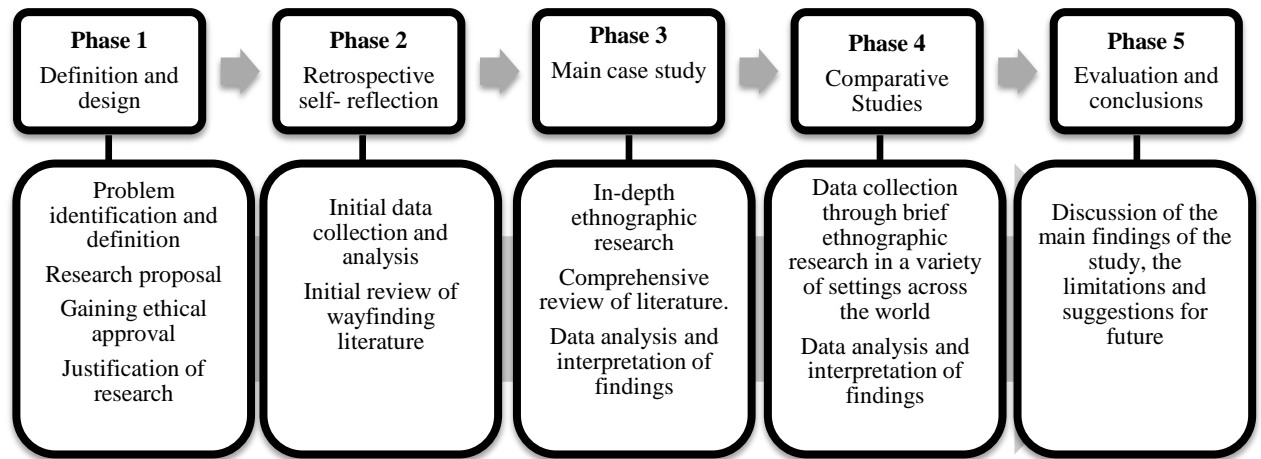 Phase 1
Definition and
design
Phase 2
Retrospective
self- reflection
Phase 3
Main case study
Phase 4
Comparative
Studies
Phase 5
Evaluation and
conclusions
Problem
identification and
definition
Research proposal
Gaining ethical
approval
Justification of
research
Initial data
collection and
analysis
Initial review of
wayfinding
literature
In-depth
ethnographic
research
Comprehensive
review of literature.
Data analysis and
interpretation of
findings
Data collection
through brief
ethnographic
research in a variety
of settings across
the world
Data analysis and
interpretation of
findings
Discussion of the
main findings of the
study, the
limitations and
suggestions for
future